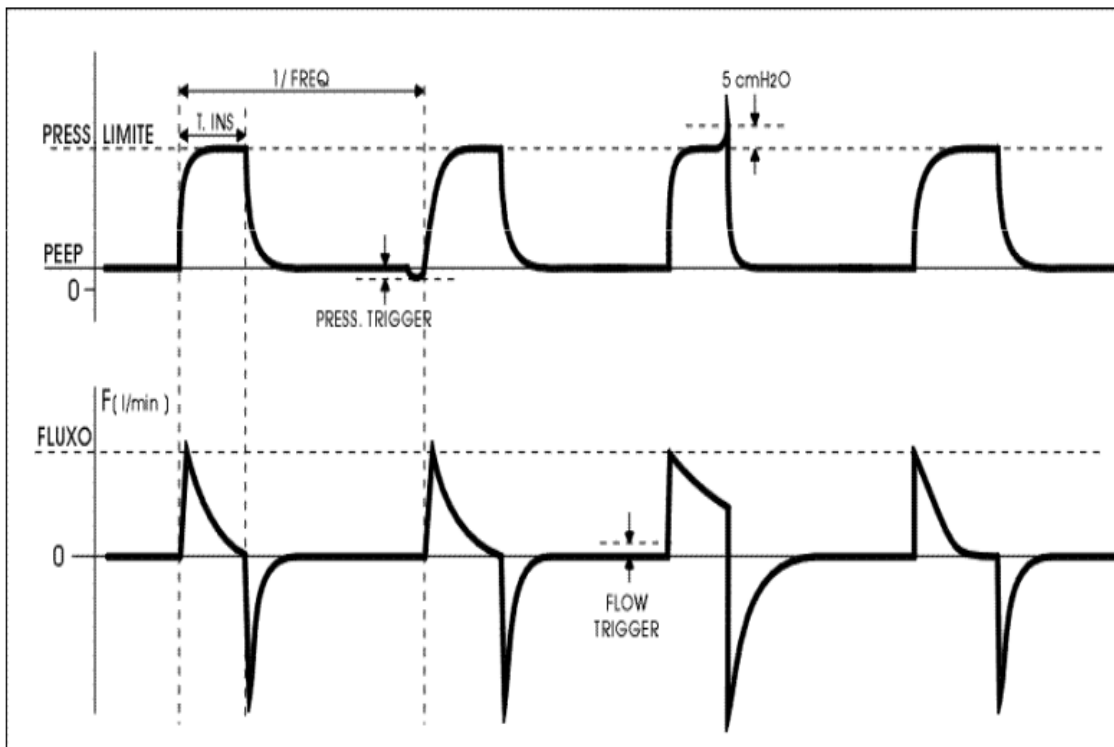 1/ FREQ
5 cmH2O
T. INS
PRESS. LIMITE
PEEP
0
PRESS. TRIGGER
F( l/min )
FLUXO
0
FLOW
TRIGGER